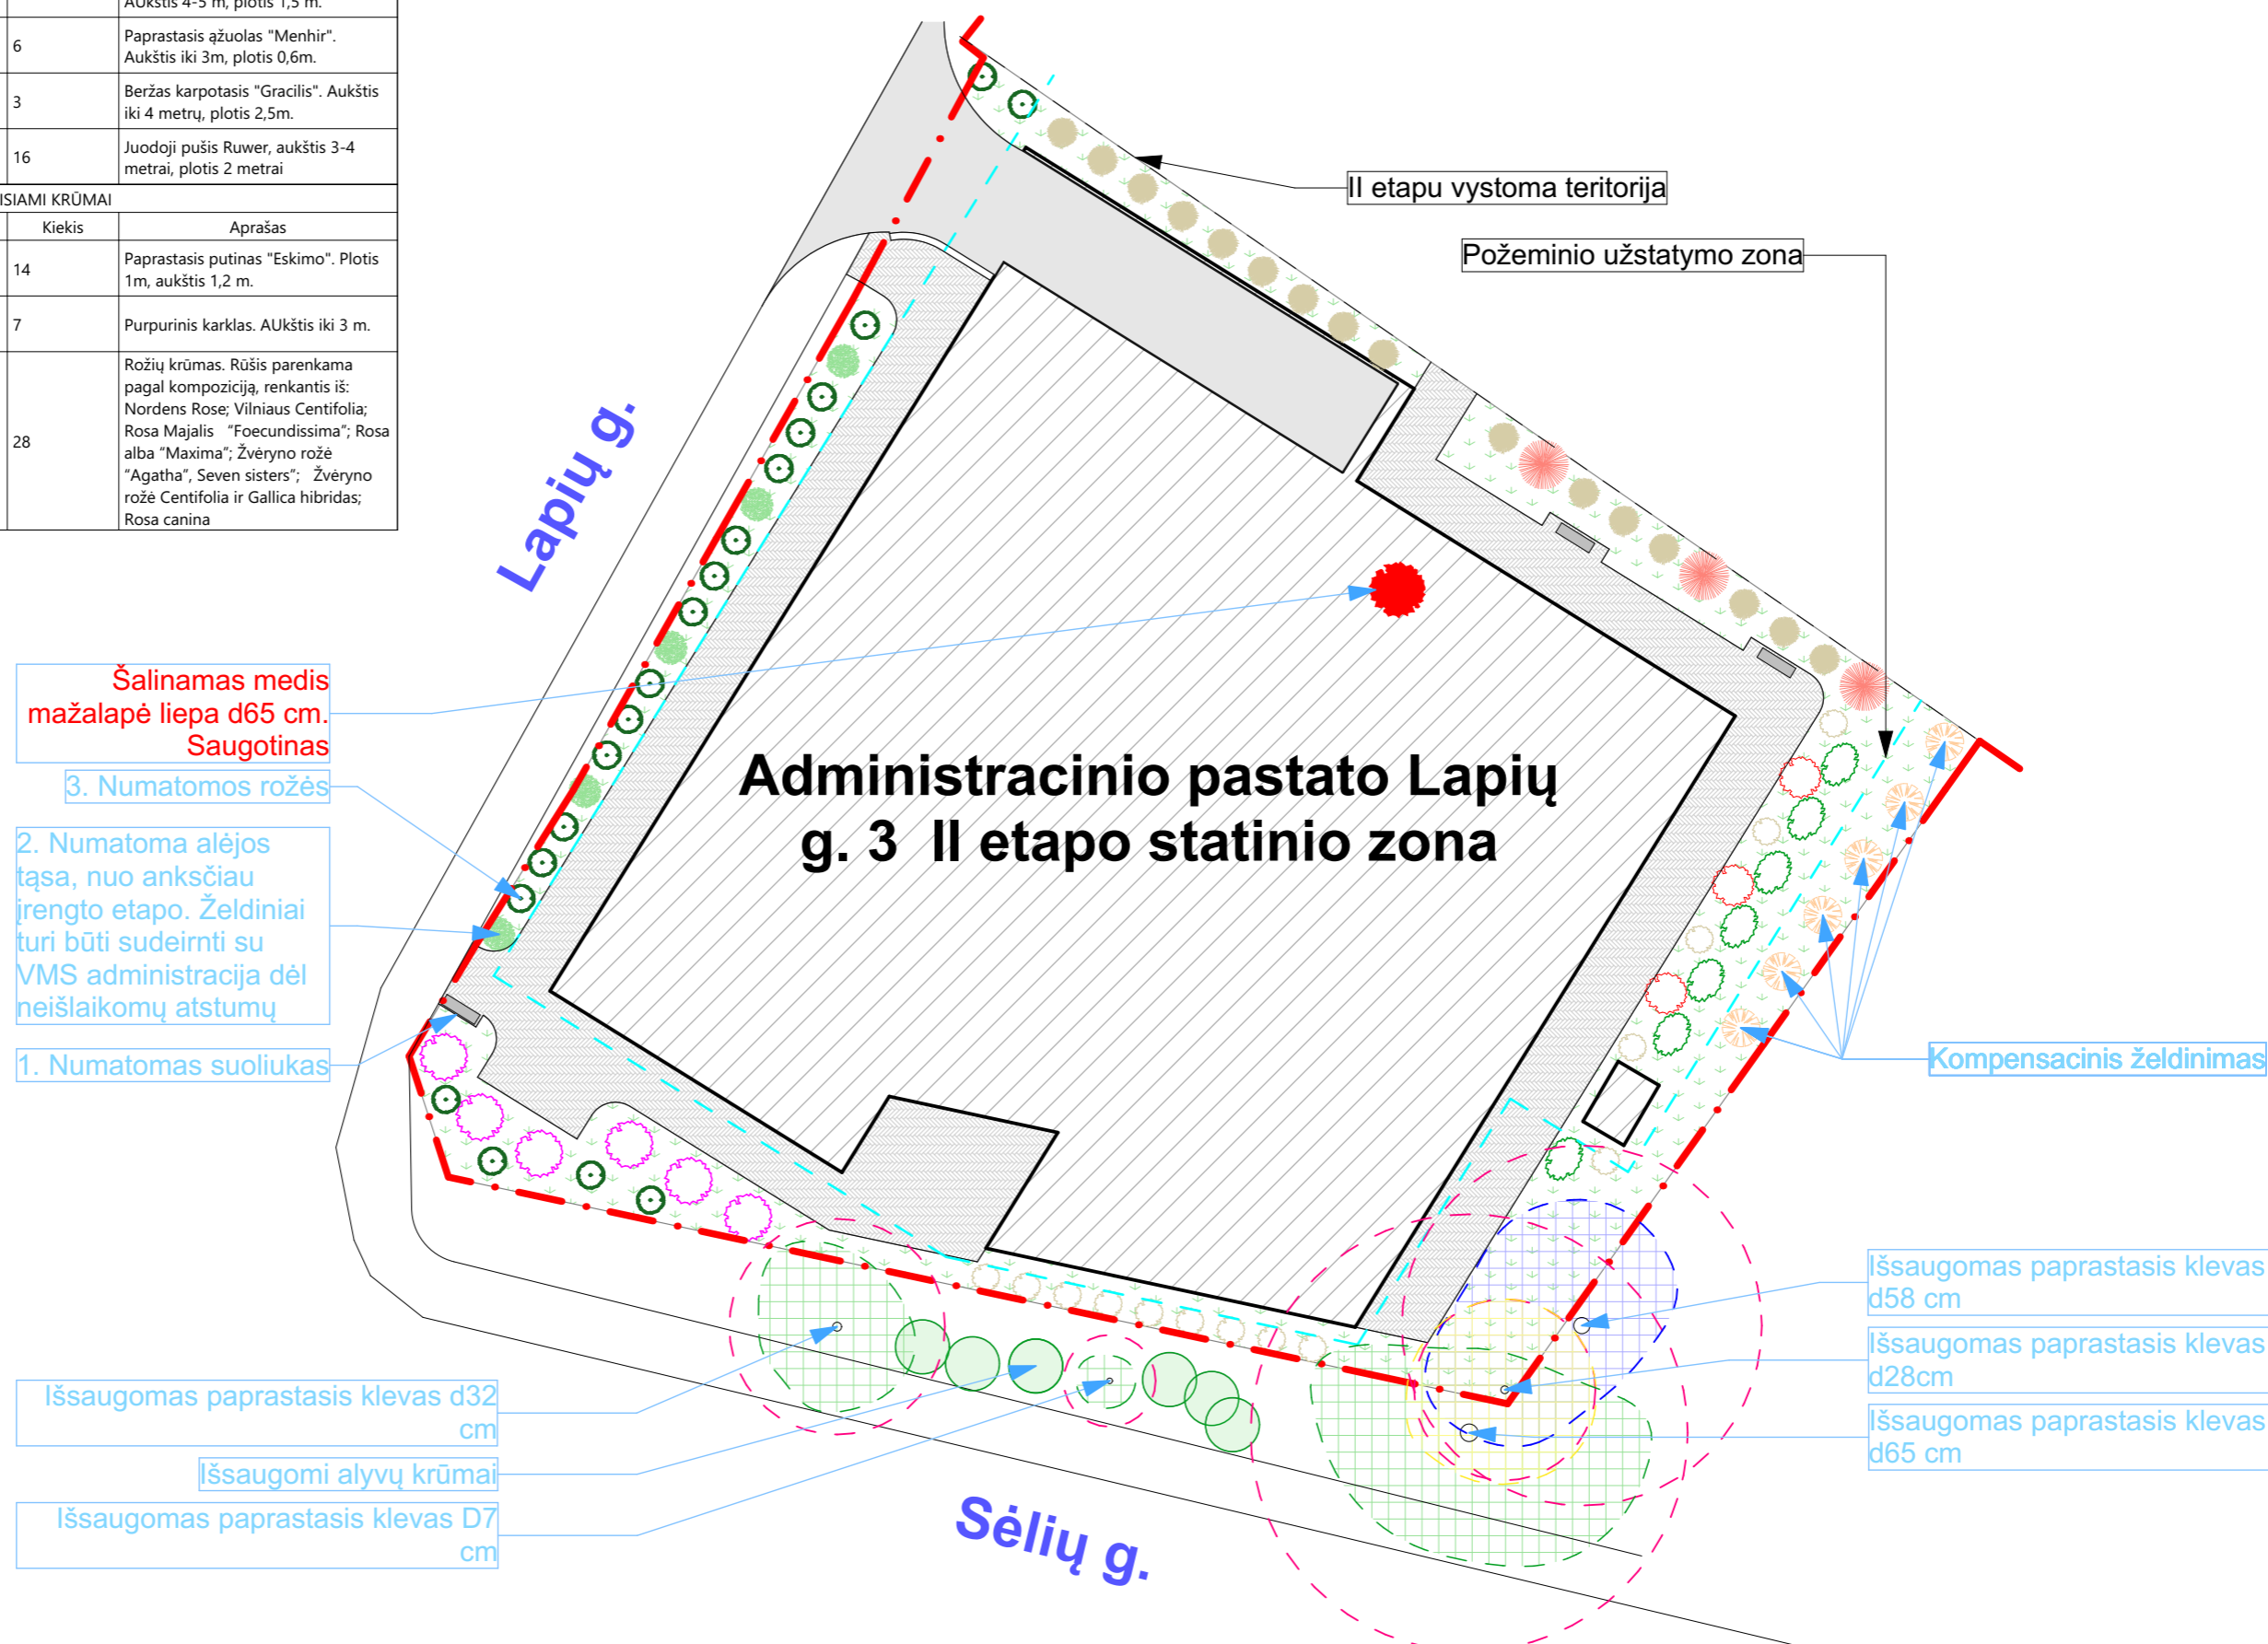 AUkštis 4-5 m, plotis 1,5 m.
6
Paprastasis ąžuolas "Menhir".
Aukštis iki 3m, plotis 0,6m.
3
Beržas karpotasis "Gracilis". Aukštis
iki 4 metrų, plotis 2,5m.
16
Juodoji pušis Ruwer, aukštis 3-4
metrai, plotis 2 metrai
ISIAMI KRŪMAI
Kiekis
Aprašas
14
Paprastasis putinas "Eskimo". Plotis
1m, aukštis 1,2 m.
7
Purpurinis karklas. AUkštis iki 3 m.
28
Rožių krūmas. Rūšis parenkama
pagal kompoziciją, renkantis iš:
Nordens Rose; Vilniaus Centifolia;
Rosa Majalis “Foecundissima”; Rosa
alba “Maxima”; Žvėryno rožė
“Agatha”, Seven sisters”; Žvėryno
rožė Centifolia ir Gallica hibridas;
Rosa canina
II etapu vystoma teritorija
Požeminio užstatymo zona
Lapių g.
Šalinamas medis
mažalapė liepa d65 cm.
Saugotinas
3. Numatomos rožės
2. Numatoma alėjos
tąsa, nuo anksčiau
įrengto etapo. Želdiniai
turi būti sudeirnti su
VMS administracija dėl
neišlaikomų atstumų
1. Numatomas suoliukas
Administracinio pastato Lapių
g. 3 II etapo statinio zona
Kompensacinis želdinimas
Išsaugomas paprastasis klevas
d58 cm
Išsaugomas paprastasis klevas
d28cm
Išsaugomas paprastasis klevas
d65 cm
Išsaugomas paprastasis klevas d32
cm
Išsaugomi alyvų krūmai
Išsaugomas paprastasis klevas D7
cm
Sėlių g.